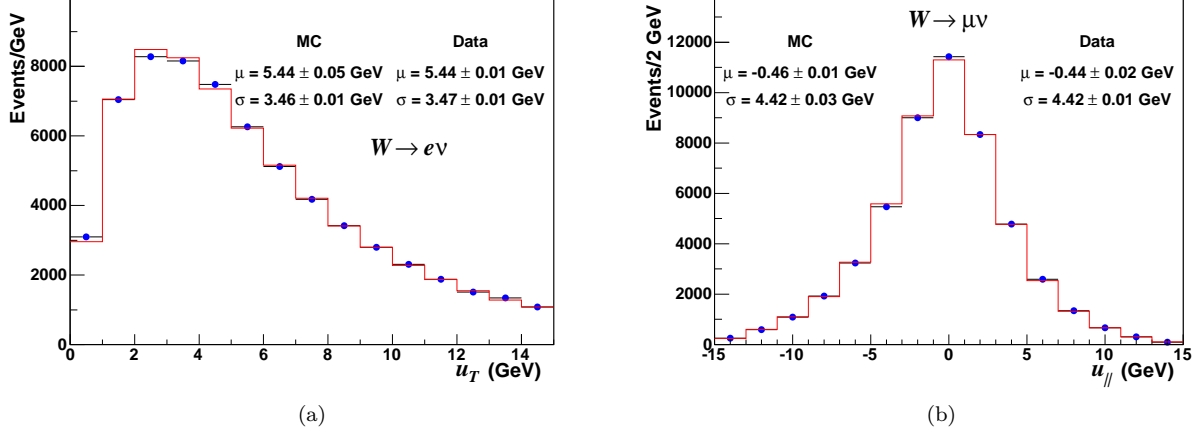 Events/GeV
8000
6000
4000
2000
0
MC Data
μ = 5.44 ± 0.05 GeV μ = 5.44 ± 0.01 GeV
σ = 3.46 ± 0.01 GeV σ = 3.47 ± 0.01 GeV
W → eν
0 2 4 6 8 10 12 14
u_T (GeV)
(a)
Events/2 GeV
12000
10000
8000
6000
4000
2000
0
W → μν
MC Data
μ = -0.46 ± 0.01 GeV μ = -0.44 ± 0.02 GeV
σ = 4.42 ± 0.03 GeV σ = 4.42 ± 0.01 GeV
-15 -10 -5 0 5 10 15
u_// (GeV)
(b)